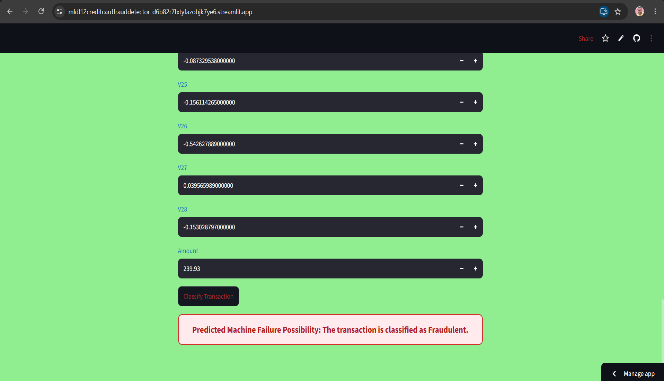 Share
-0.087329538000000
V25
-0.156114265000000
V26
-0.542627889000000
V27
0.039565989000000
V28
-0.153028797000000
Amount
239.93
Classify Transaction
Predicted Machine Failure Possibility: The transaction is classified as Fraudulent.
Manage app